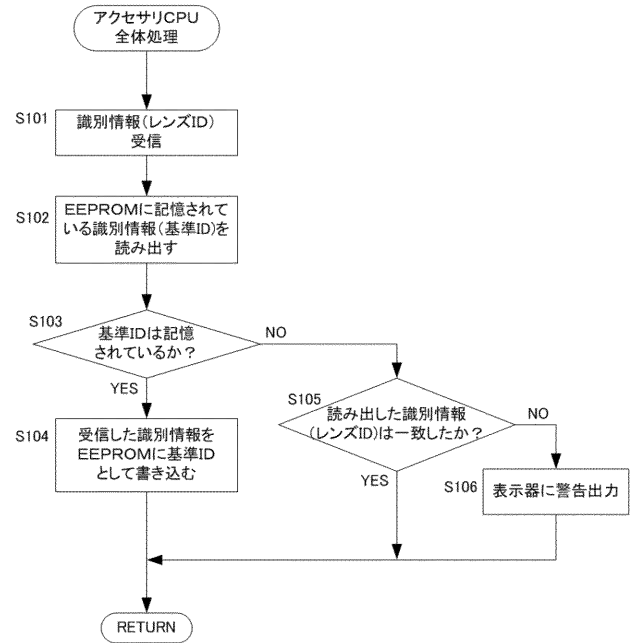 アクセサリCPU
全体処理
S101
識別情報(レンズID)
受信
S102
EEPROMに記憶されて
いる識別情報(基準ID)を
読み出す
S103
基準IDは記憶
されているか？
NO
YES
S104
受信した識別情報を
EEPROMに基準ID
として書き込む
S105
読み出した識別情報
(レンズID)は一致したか？
NO
YES
S106
表示器に警告出力
RETURN